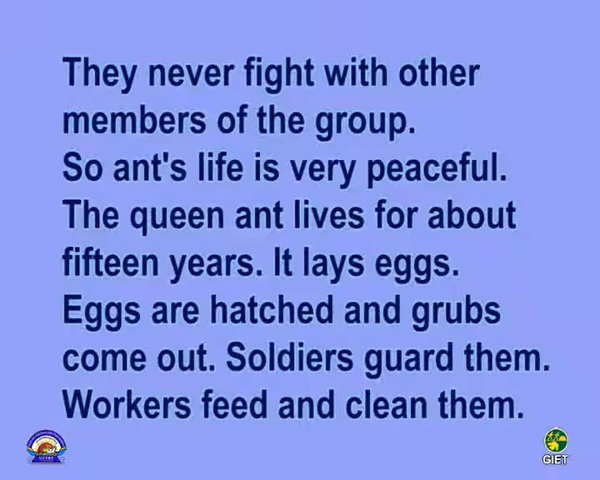 They never fight with other
members of the group.
So ant's life is very peaceful.
The queen ant lives for about
fifteen years. It lays eggs.
Eggs are hatched and grubs
come out. Soldiers guard them.
Workers feed and clean them.
GIET